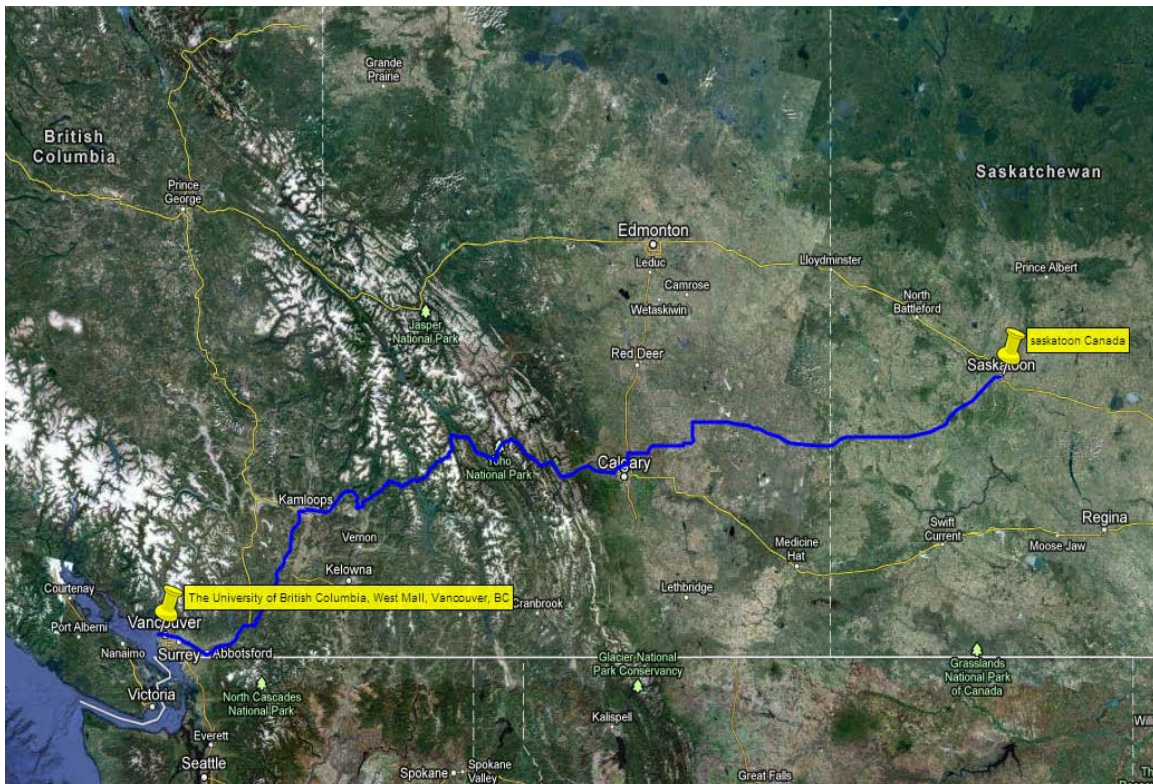 Grande
Prairie
British
Columbia
Saskatchewan
Prince
George
Edmonton
Leduc
Lloydminster
Prince Albert
Camrose
Wetaskiwin
North
Battleford
Jasper
National Park
Red Deer
saskatoon Canada
Saskatoon
Yoho
National Park
Calgary
Kamloops
Vernon
Medicine
Hat
Swift
Current
Regina
Moose Jaw
Kelowna
Lethbridge
Courtenay
The University of British Columbia, West Mall, Vancouver, BC
Cranbrook
Vancouver
Port Alberni
Nanaimo
Surrey
Abbotsford
Glacier National
Park Conservancy
Grasslands
National Park
of Canada
Victoria
North Cascades
National Park
Everett
Kalispell
Seattle
Spokane
Spokane
Valley
Great Falls